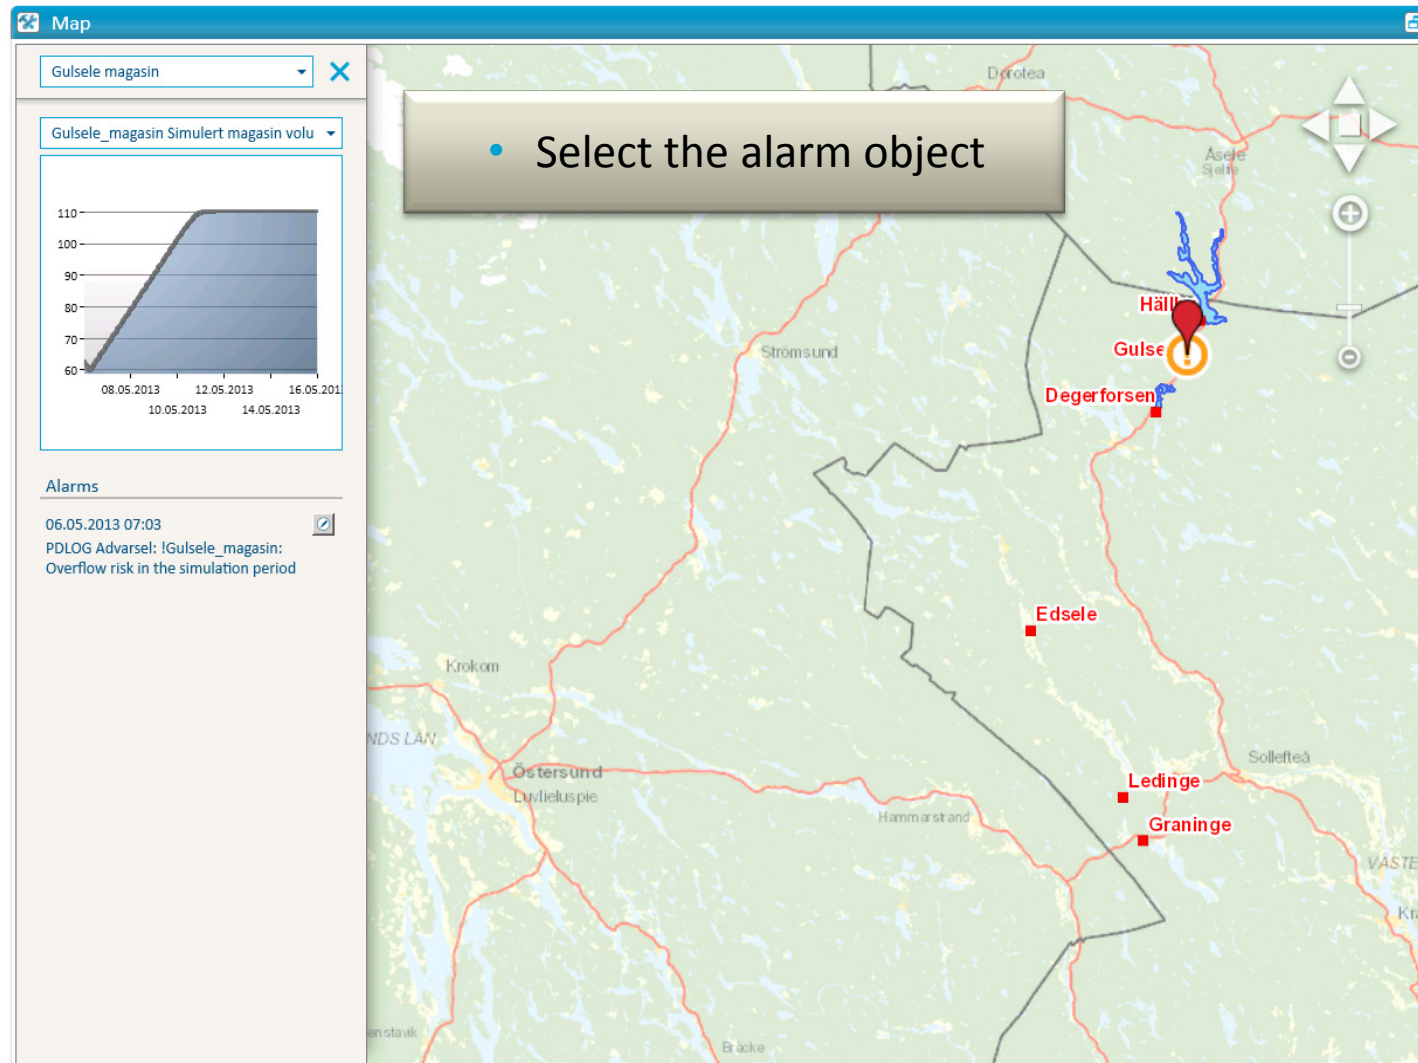 Map
Gulsele magasin
Gulsele_magasin Simulert magasin volu
110
100
90
80
70
60
08.05.2013 12.05.2013 16.05.201
10.05.2013 14.05.2013
Alarms
06.05.2013 07:03
PDLOG Advarsel: !Gulsele_magasin:
Overflow risk in the simulation period
• Select the alarm object
Dorotea
Åsele
Sjelte
Häll
Gulse
Strömsund
Degerforsen
Edsele
Krokom
NDS LÄN
Östersund
Luvlieluspie
Sollefteå
Ledinge
Hammarstrand
Graninge
VÄSTE
Kr
enstavik
Bräcke